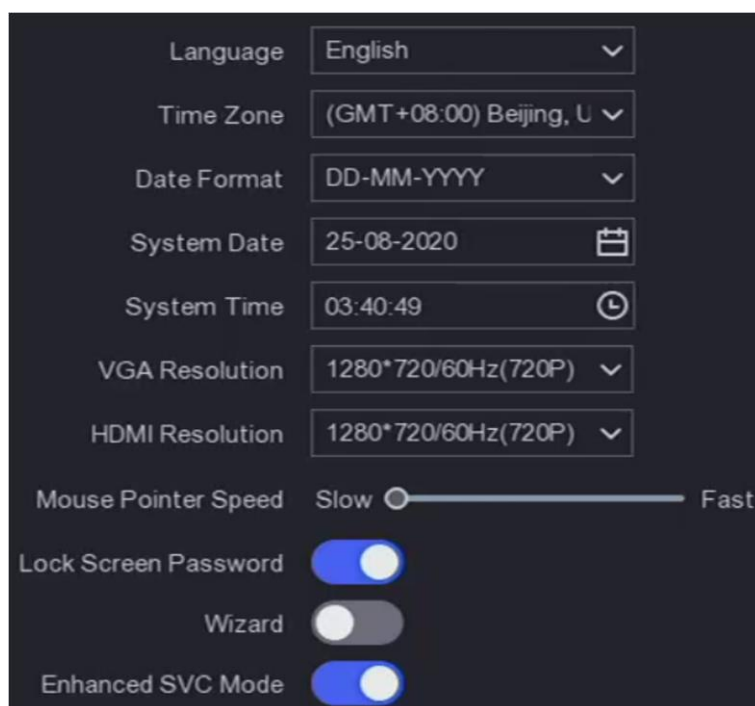 Language English
Time Zone (GMT+08:00) Beijing, U
Date Format DD-MM-YYYY
System Date 25-08-2020
System Time 03:40:49
VGA Resolution 1280*720/60Hz(720P)
HDMI Resolution 1280*720/60Hz(720P)
Mouse Pointer Speed Slow Fast
Lock Screen Password
Wizard
Enhanced SVC Mode